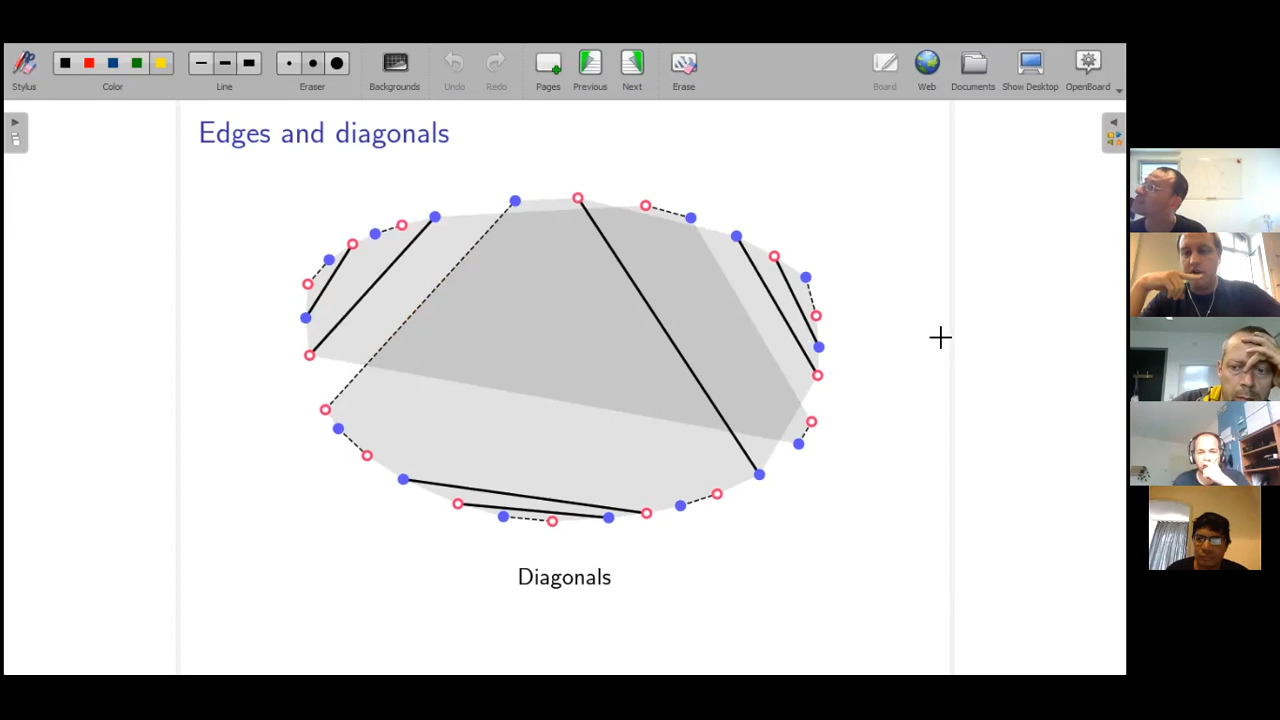 Stylus
Color
Line
Eraser
Backgrounds
Undo
Redo
Pages
Previous
Next
Erase
Board
Web
Documents
Show Desktop
OpenBoard
Edges and diagonals
Diagonals